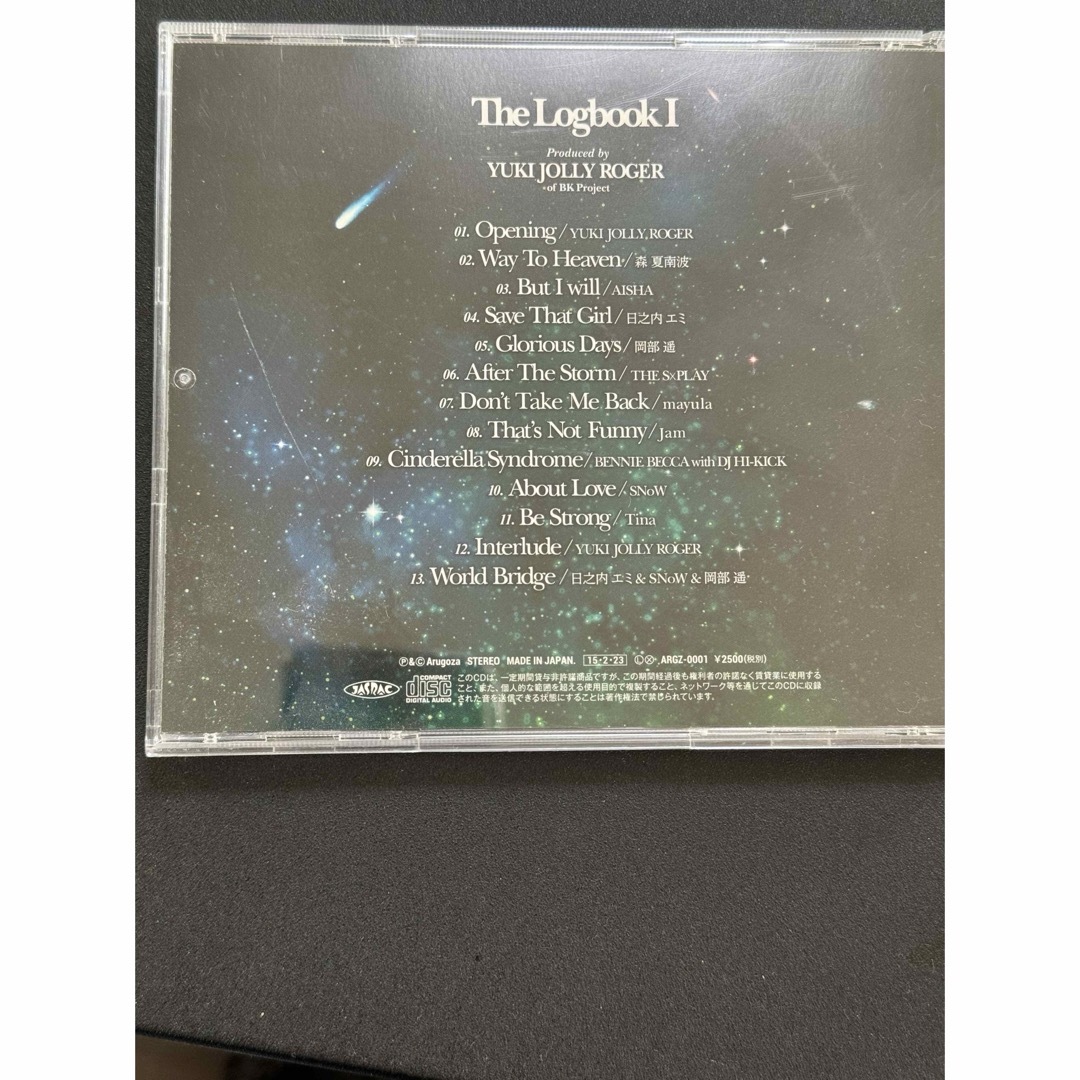 The Logbook I
Produced by
YUKI JOLLY ROGER
of BK Project
01. Opening / YUKI JOLLY ROGER
02. Way To Heaven / 森 夏南波
03. But I will / AISHA
04. Save That Girl / 日之内 エミ
05. Glorious Days / 岡部 遥
06. After The Storm / THE SxPLAY
07. Don't Take Me Back / mayula
08. That's Not Funny / Jam
09. Cinderella Syndrome / BENNIE BECCA with DJ HI-KICK
10. About Love / SNoW
11. Be Strong / Tina
12. Interlude / YUKI JOLLY ROGER
13. World Bridge / 日之内 エミ & SNoW & 岡部 遥
Ⓟ&Ⓒ Arugoza STEREO MADE IN JAPAN. 15・2・23 Ⓛ Ⓧ ARGZ-0001 ¥2500(税別)
JASRAC
COMPACT
disc
DIGITAL AUDIO
このCDは、一定期間貸与非許諾商品ですが、この期間経過後も権利者の許諾なく賃貸業に使用する
こと、また、個人的な範囲を超える使用目的で複製すること、ネットワーク等を通じてこのCDに収録
された音を送信できる状態にすることは著作権法で禁じられています。